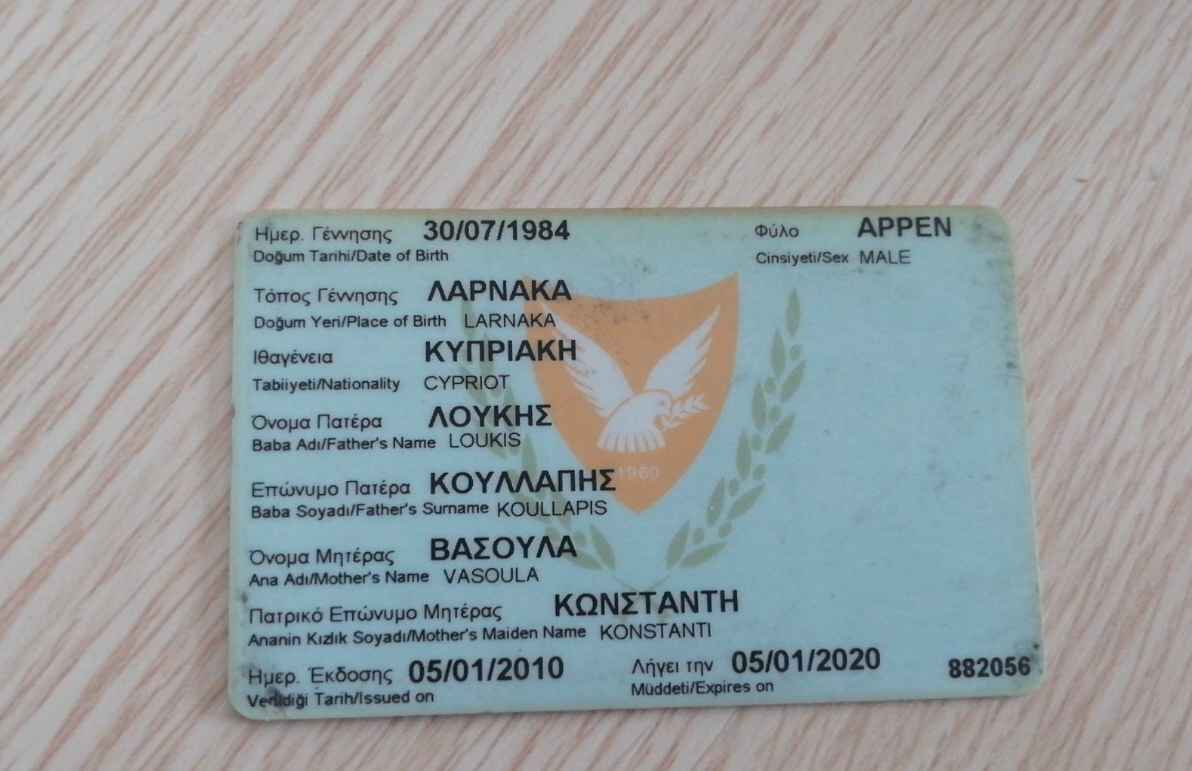 Ημερ. Γέννησης 30/07/1984 Φύλο ΑΡΡΕΝ
Doğum Tarihi/Date of Birth Cinsiyeti/Sex MALE
Τόπος Γέννησης ΛΑΡΝΑΚΑ
Doğum Yeri/Place of Birth LARNAKA
Ιθαγένεια ΚΥΠΡΙΑΚΗ
Tabiiyeti/Nationality CYPRIOT
Όνομα Πατέρα ΛΟΥΚΗΣ
Baba Adı/Father's Name LOUKIS
Επώνυμο Πατέρα ΚΟΥΛΛΑΠΗΣ
Baba Soyadı/Father's Surname KOULLAPIS
1960
Όνομα Μητέρας ΒΑΣΟΥΛΑ
Ana Adı/Mother's Name VASOULA
Πατρικό Επώνυμο Μητέρας ΚΩΝΣΤΑΝΤΗ
Ananin Kızlık Soyadı/Mother's Maiden Name KONSTANTI
Ημερ. Έκδοσης 05/01/2010 Λήγει την 05/01/2020 882056
Verildiği Tarih/Issued on Müddeti/Expires on